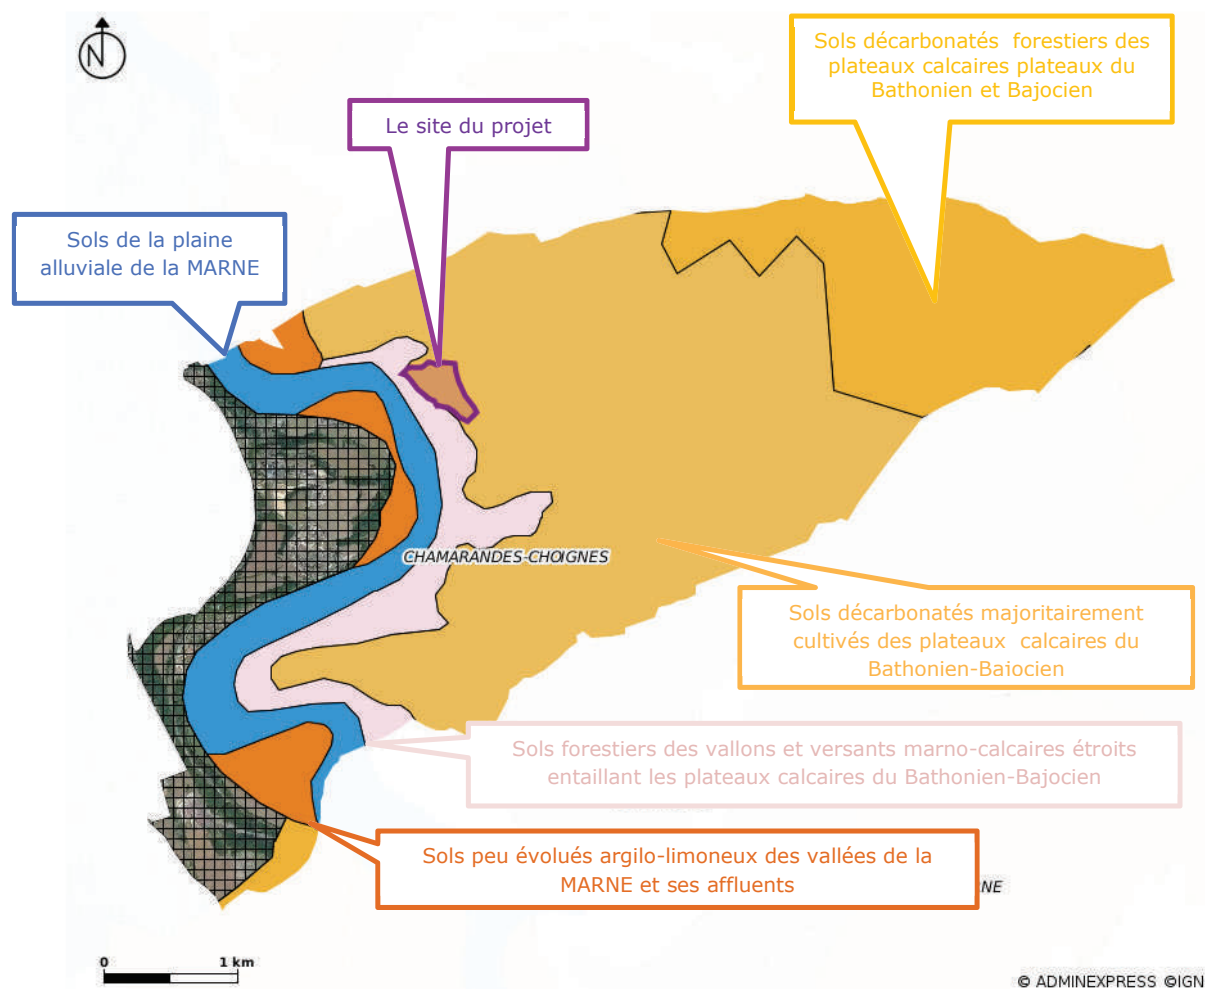 N
Sols décarbonatés forestiers des
plateaux calcaires plateaux du
Bathonien et Bajocien
Le site du projet
Sols de la plaine
alluviale de la MARNE
CHAMARANDES-CHOIGNES
Sols décarbonatés majoritairement
cultivés des plateaux calcaires du
Bathonien-Baiocien
Sols forestiers des vallons et versants marno-calcaires étroits
entaillant les plateaux calcaires du Bathonien-Bajocien
Sols peu évolués argilo-limoneux des vallées de la
MARNE et ses affluents
NE
0 1 km
© ADMINEXPRESS ©IGN